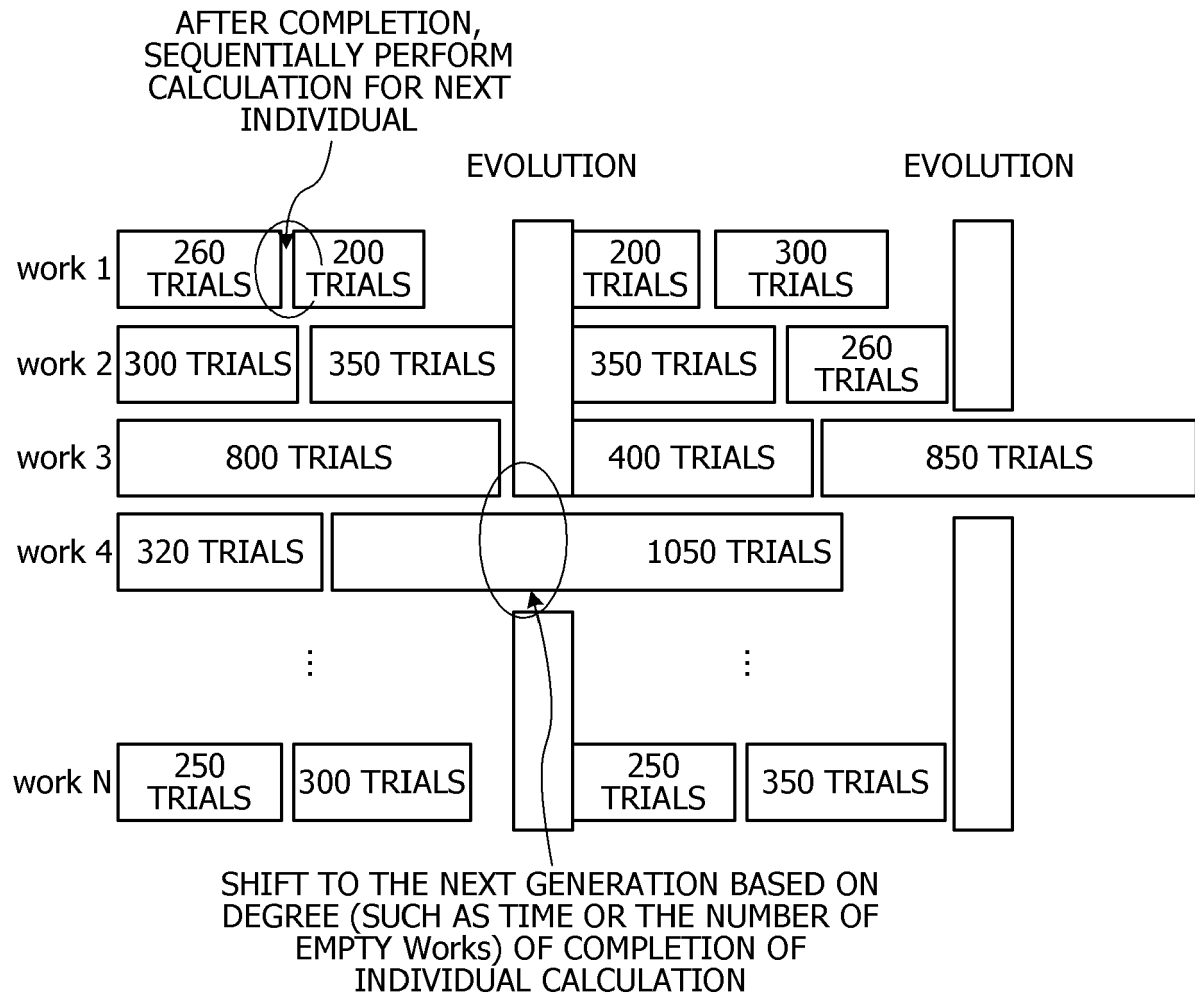 AFTER COMPLETION,
SEQUENTIALLY PERFORM
CALCULATION FOR NEXT
INDIVIDUAL
EVOLUTION
EVOLUTION
work 1
260
TRIALS
200
TRIALS
200
TRIALS
300
TRIALS
work 2
300 TRIALS
350 TRIALS
350 TRIALS
260
TRIALS
work 3
800 TRIALS
400 TRIALS
850 TRIALS
work 4
320 TRIALS
1050 TRIALS
⋮
⋮
work N
250
TRIALS
300 TRIALS
250
TRIALS
350 TRIALS
SHIFT TO THE NEXT GENERATION BASED ON
DEGREE (SUCH AS TIME OR THE NUMBER OF
EMPTY Works) OF COMPLETION OF
INDIVIDUAL CALCULATION